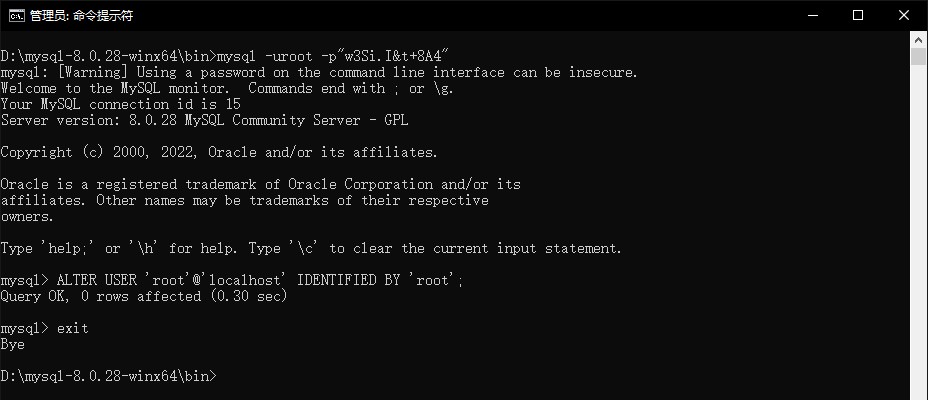 管理员: 命令提示符
D:\mysql-8.0.28-winx64\bin>mysql -uroot -p"w3Si.I&t+8A4"
mysql: [Warning] Using a password on the command line interface can be insecure.
Welcome to the MySQL monitor.  Commands end with ; or \g.
Your MySQL connection id is 15
Server version: 8.0.28 MySQL Community Server - GPL
Copyright (c) 2000, 2022, Oracle and/or its affiliates.
Oracle is a registered trademark of Oracle Corporation and/or its
affiliates. Other names may be trademarks of their respective
owners.
Type 'help;' or '\h' for help. Type '\c' to clear the current input statement.
mysql> ALTER USER 'root'@'localhost' IDENTIFIED BY 'root';
Query OK, 0 rows affected (0.30 sec)
mysql> exit
Bye
D:\mysql-8.0.28-winx64\bin>